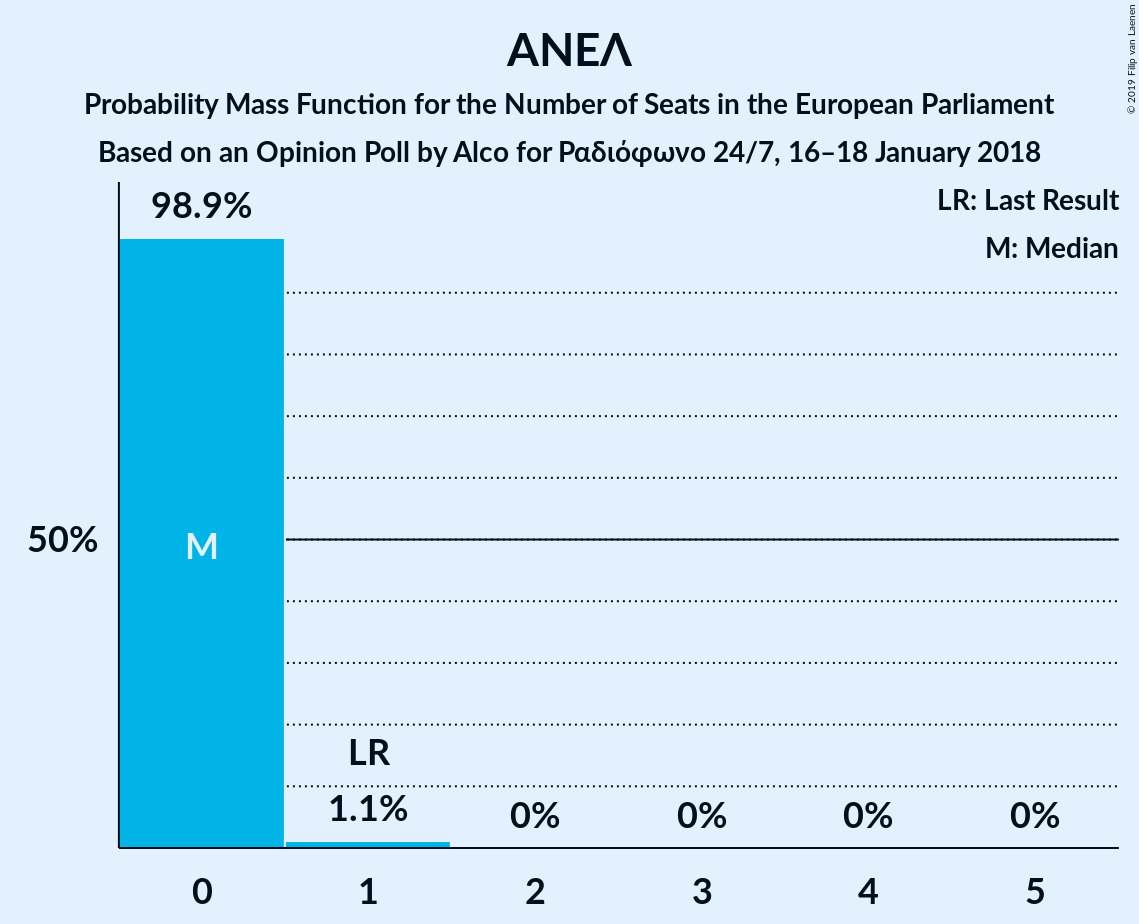 ΑΝΕΛ
Probability Mass Function for the Number of Seats in the European Parliament
Based on an Opinion Poll by Alco for Ραδιόφωνο 24/7, 16–18 January 2018
© 2019 Filip van Laenen
LR: Last Result
M: Median
98.9%
50%
M
LR
1.1%
0%
0%
0%
0%
0
1
2
3
4
5